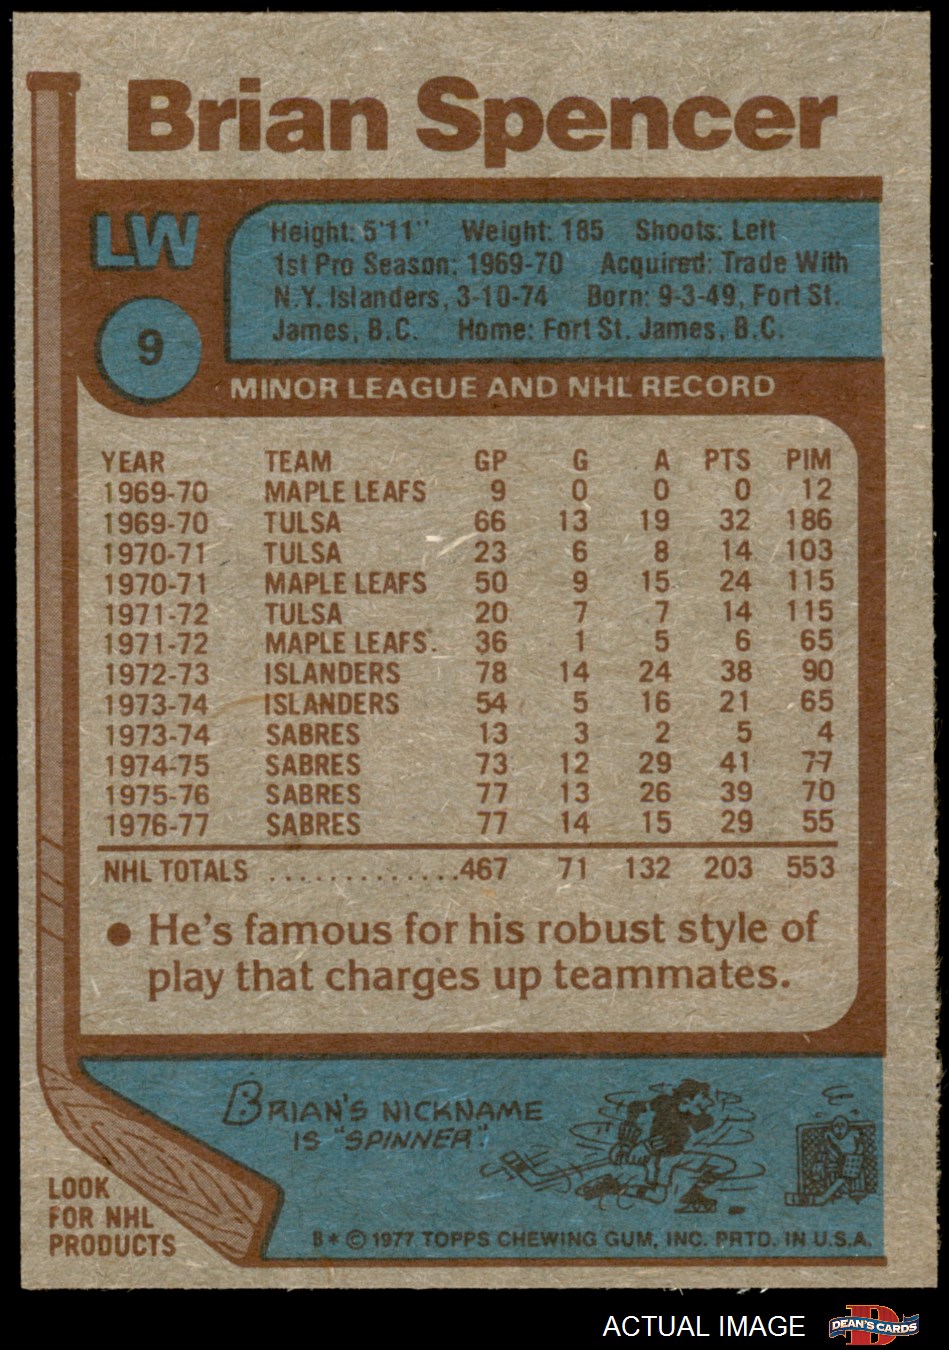 Brian Spencer
LW
9
Height: 5'11" Weight: 185 Shoots: Left
1st Pro Season: 1969-70 Acquired: Trade With
N.Y. Islanders, 3-10-74 Born: 9-3-49, Fort St.
James, B.C. Home: Fort St. James, B.C.
MINOR LEAGUE AND NHL RECORD
YEAR TEAM GP G A PTS PIM
1969-70 MAPLE LEAFS 9 0 0 0 12
1969-70 TULSA 66 13 19 32 186
1970-71 TULSA 23 6 8 14 103
1970-71 MAPLE LEAFS 50 9 15 24 115
1971-72 TULSA 20 7 7 14 115
1971-72 MAPLE LEAFS. 36 1 5 6 65
1972-73 ISLANDERS 78 14 24 38 90
1973-74 ISLANDERS 54 5 16 21 65
1973-74 SABRES 13 3 2 5 4
1974-75 SABRES 73 12 29 41 77
1975-76 SABRES 77 13 26 39 70
1976-77 SABRES 77 14 15 29 55
NHL TOTALS .............467 71 132 203 553
• He's famous for his robust style of
play that charges up teammates.
BRIAN'S NICKNAME
IS "SPINNER"
LOOK
FOR NHL
PRODUCTS
B* © 1977 TOPPS CHEWING GUM, INC. PRTD. IN U.S.A.
ACTUAL IMAGE
D
DEAN'S CARDS